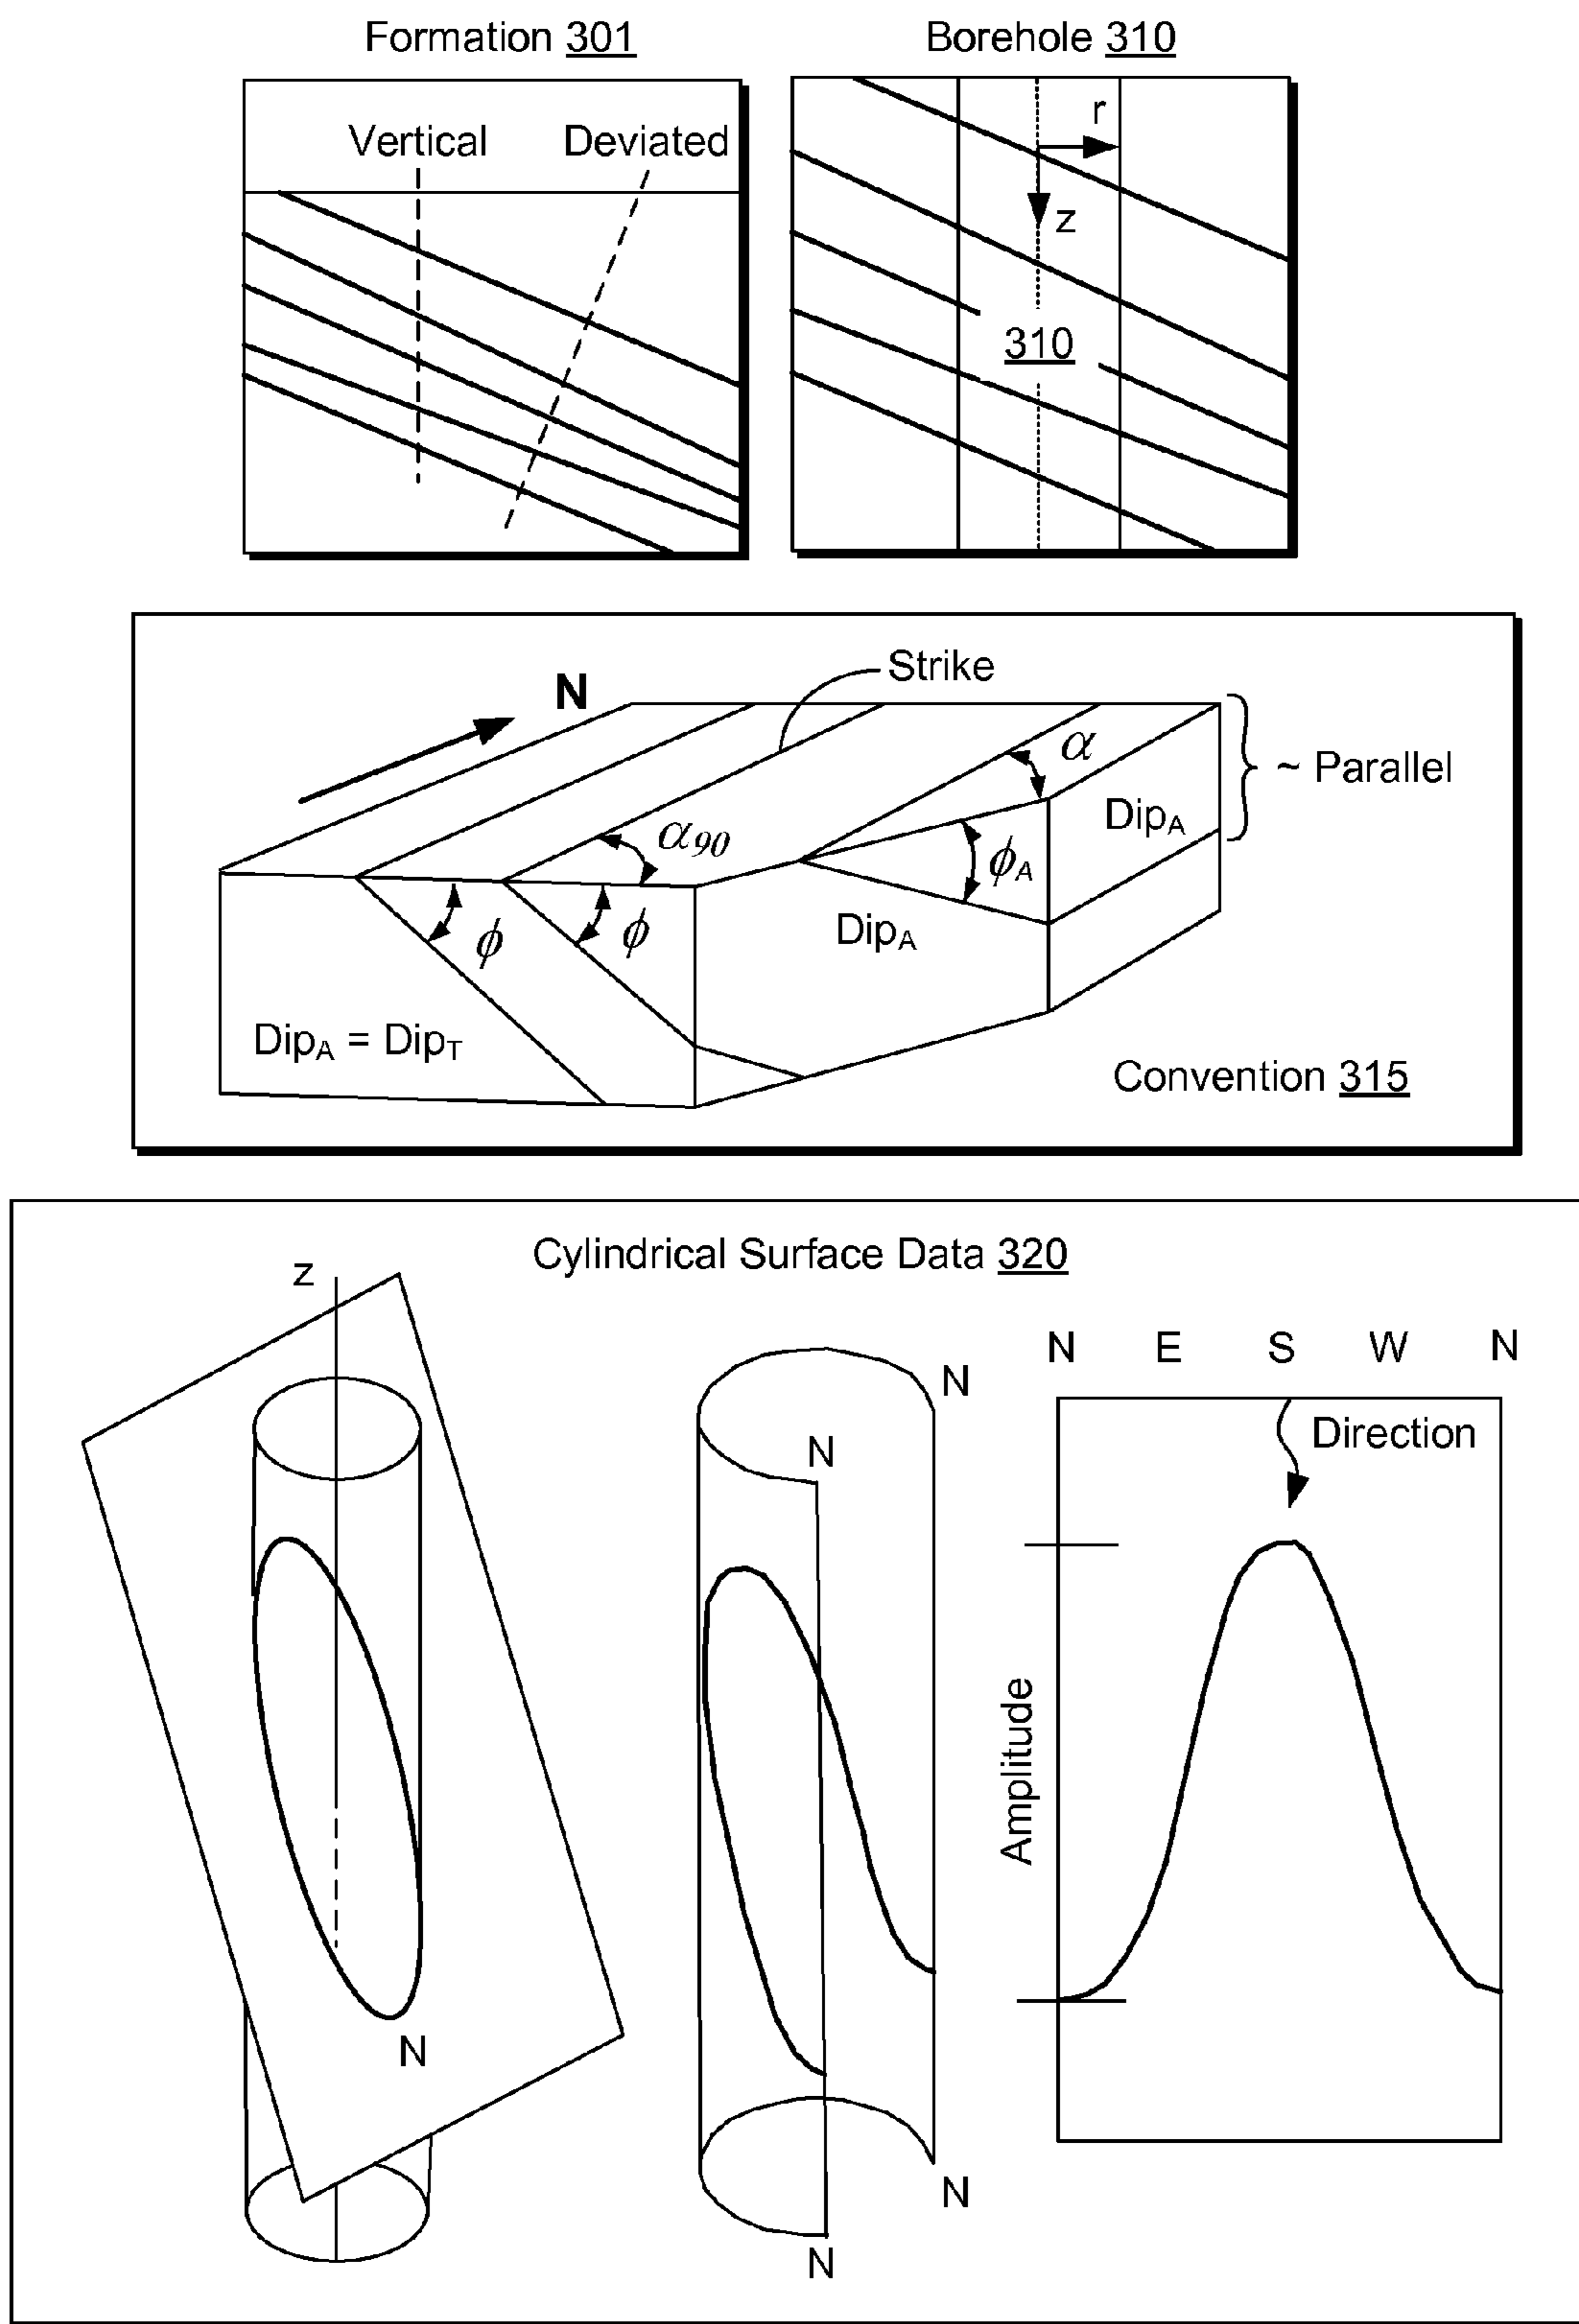 Formation 301
Borehole 310
Vertical
Deviated
r
z
310
N
Strike
α
~ Parallel
α90
DipA
ϕA
ϕ
ϕ
DipA
DipA = DipT
Convention 315
Cylindrical Surface Data 320
z
N E S W N
N
Direction
N
Amplitude
N
N
N